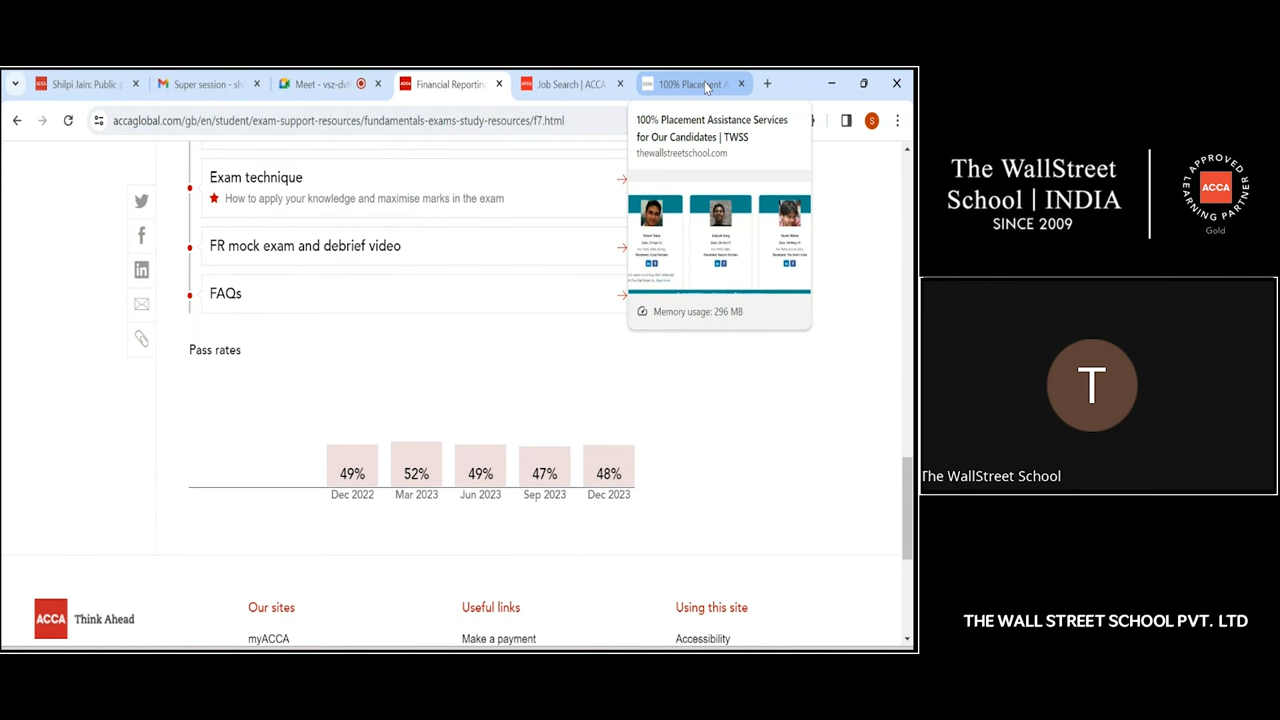 Shilpi Jain: Public p
Super session - sh
Meet - vsz-dv
Financial Reporting
Job Search | ACCA
100% Placement A
accaglobal.com/gb/en/student/exam-support-resources/fundamentals-exams-study-resources/f7.html
S
100% Placement Assistance Services
for Our Candidates | TWSS
thewallstreetschool.com
Memory usage: 296 MB
Exam technique
How to apply your knowledge and maximise marks in the exam
FR mock exam and debrief video
FAQs
Pass rates
49% 52% 49% 47% 48%
Dec 2022 Mar 2023 Jun 2023 Sep 2023 Dec 2023
ACCA Think Ahead
Our sites Useful links Using this site
myACCA Make a payment Accessibility
The WallStreet
School | INDIA
SINCE 2009
APPROVED
ACCA
LEARNING PARTNER
Gold
T
The WallStreet School
THE WALL STREET SCHOOL PVT. LTD